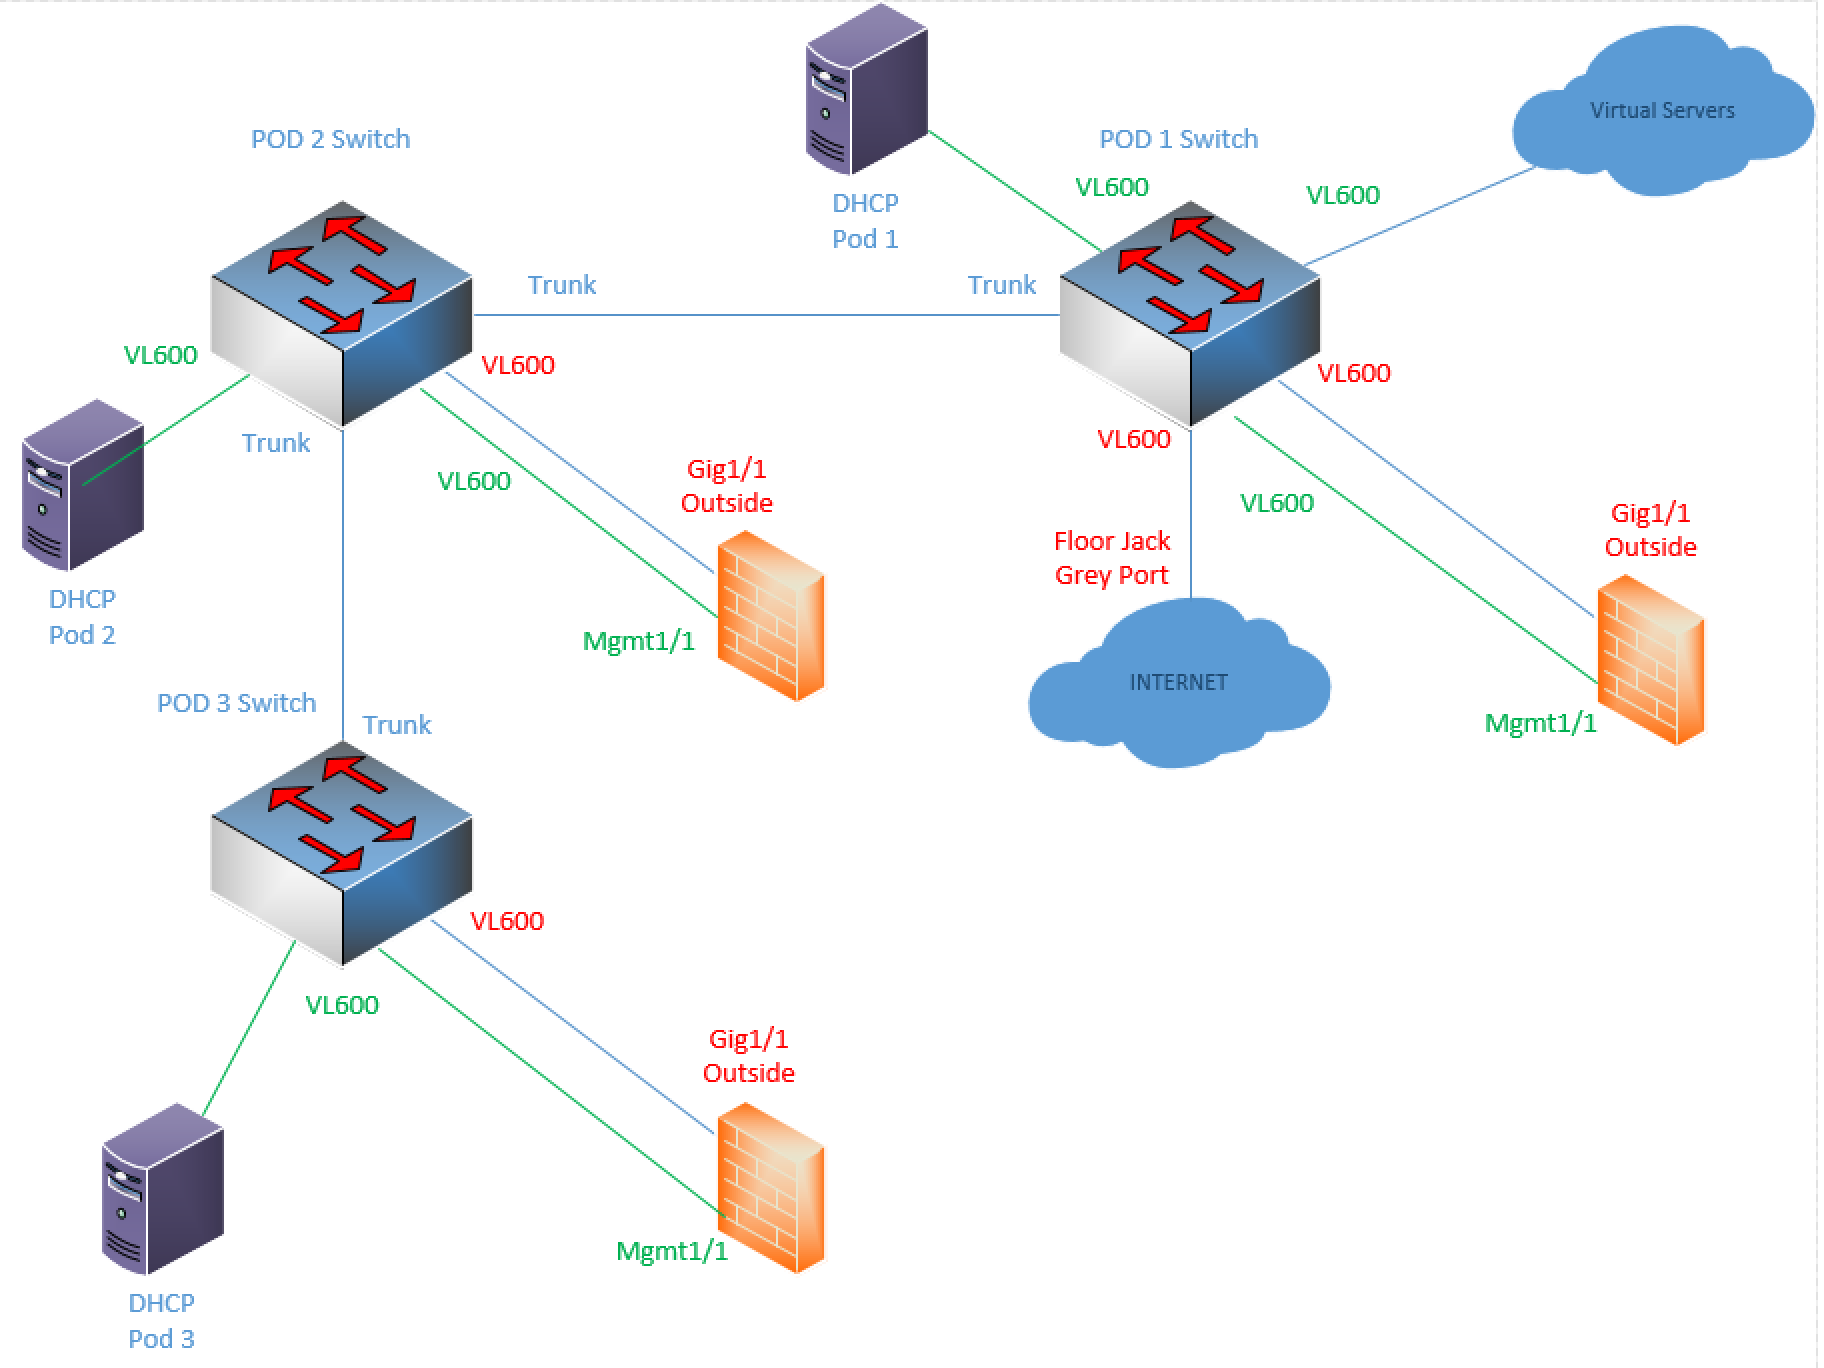 Virtual Servers
POD 2 Switch
POD 1 Switch
VL600
VL600
DHCP
Pod 1
Trunk
Trunk
VL600
VL600
VL600
Trunk
VL600
Gig1/1
Outside
VL600
VL600
Gig1/1
Outside
Floor Jack
Grey Port
DHCP
Pod 2
Mgmt1/1
INTERNET
POD 3 Switch
Trunk
Mgmt1/1
VL600
VL600
Gig1/1
Outside
Mgmt1/1
DHCP
Pod 3